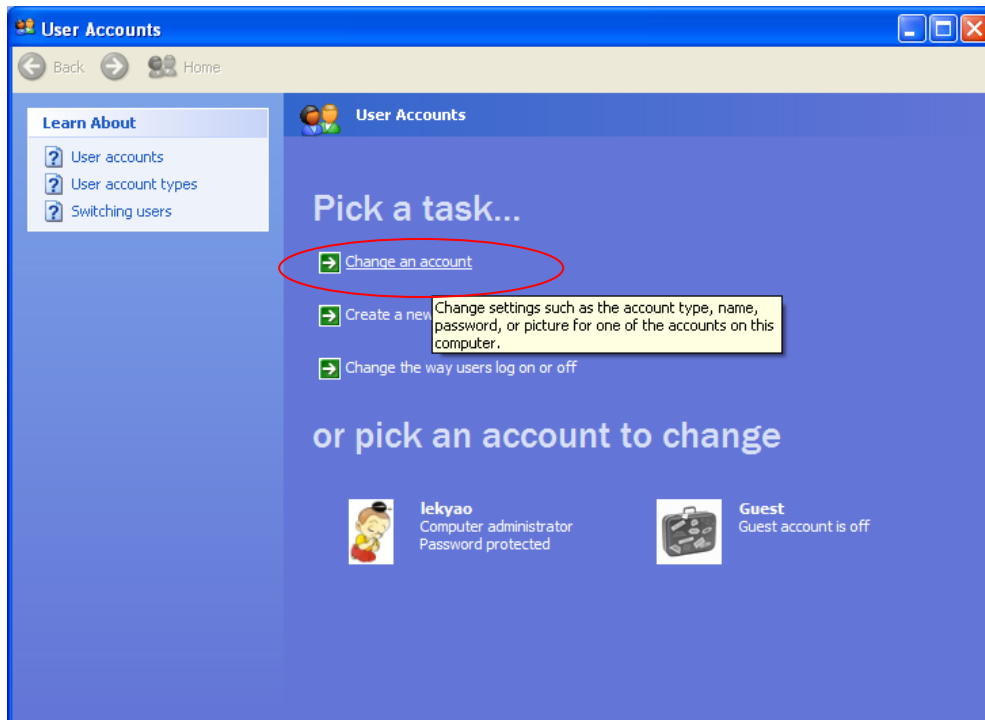 User Accounts
Back Home
Learn About
User accounts
User account types
Switching users
User Accounts
Pick a task...
Change an account
Create a new
Change settings such as the account type, name,
password, or picture for one of the accounts on this
computer.
Change the way users log on or off
or pick an account to change
lekyao
Computer administrator
Password protected
Guest
Guest account is off